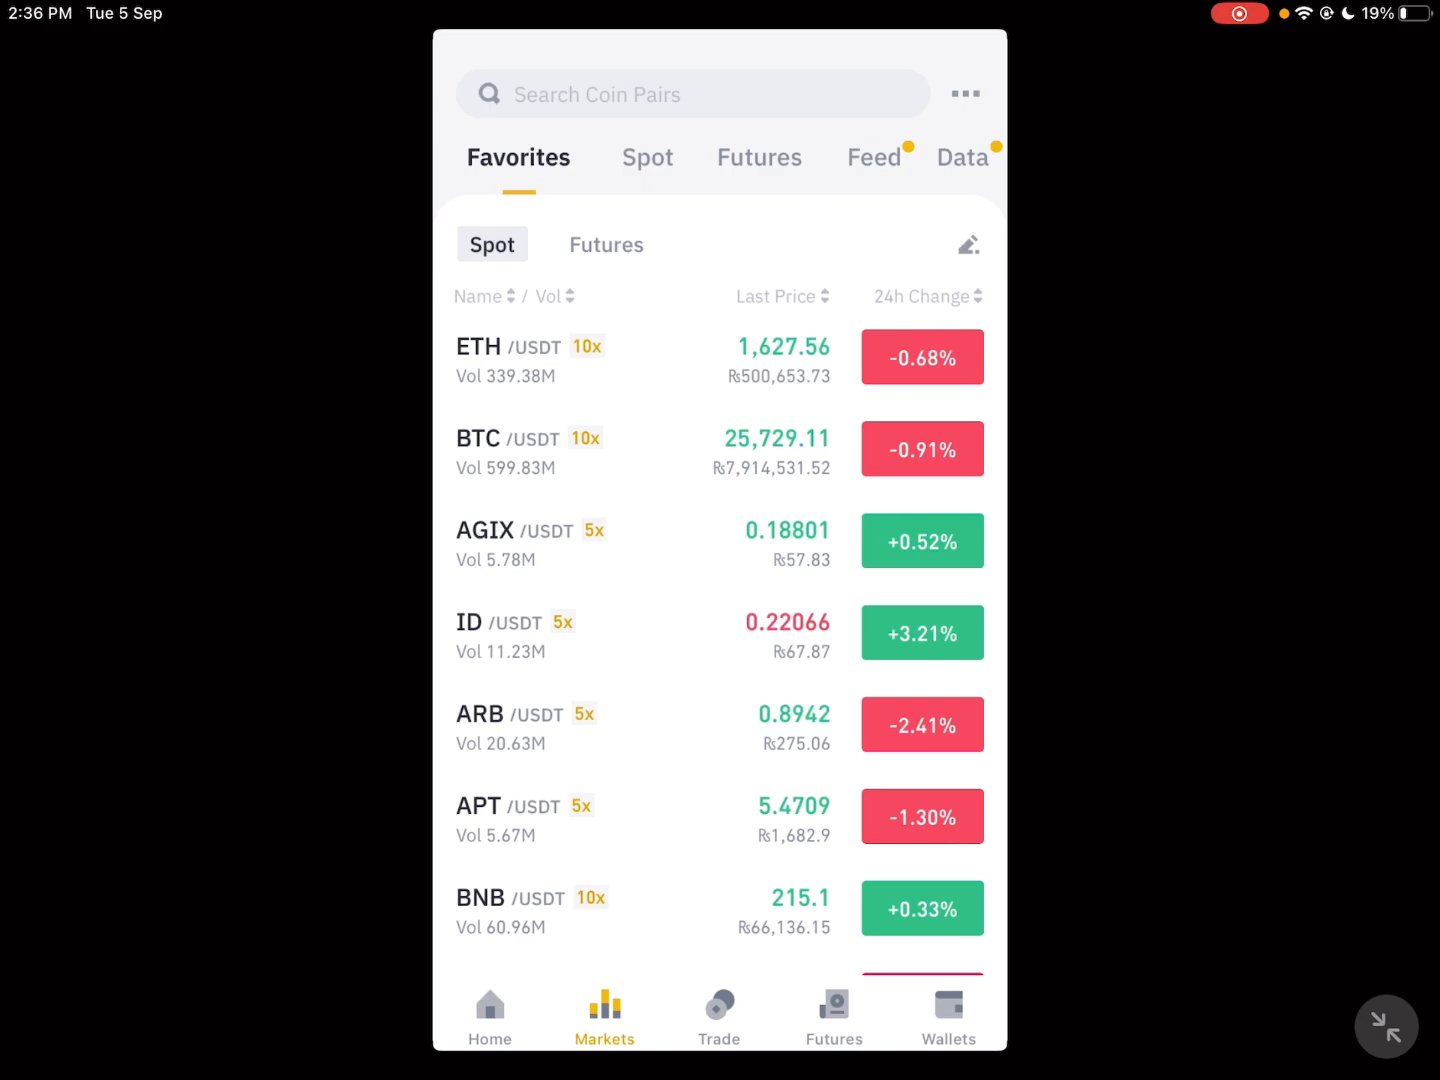 2:36 PM Tue 5 Sep 19%
Search Coin Pairs
Favorites Spot Futures Feed Data
Spot Futures
Name / Vol Last Price 24h Change
ETH /USDT 10x 1,627.56 -0.68%
Vol 339.38M ₨500,653.73
BTC /USDT 10x 25,729.11 -0.91%
Vol 599.83M ₨7,914,531.52
AGIX /USDT 5x 0.18801 +0.52%
Vol 5.78M ₨57.83
ID /USDT 5x 0.22066 +3.21%
Vol 11.23M ₨67.87
ARB /USDT 5x 0.8942 -2.41%
Vol 20.63M ₨275.06
APT /USDT 5x 5.4709 -1.30%
Vol 5.67M ₨1,682.9
BNB /USDT 10x 215.1 +0.33%
Vol 60.96M ₨66,136.15
Home Markets Trade Futures Wallets